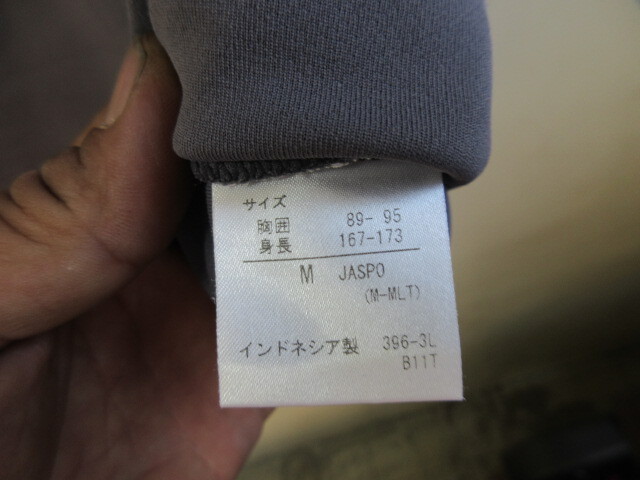 サイズ
胸囲 89- 95
身長 167-173
M JASPO
(M-MLT)
インドネシア製 396-3L
B11T